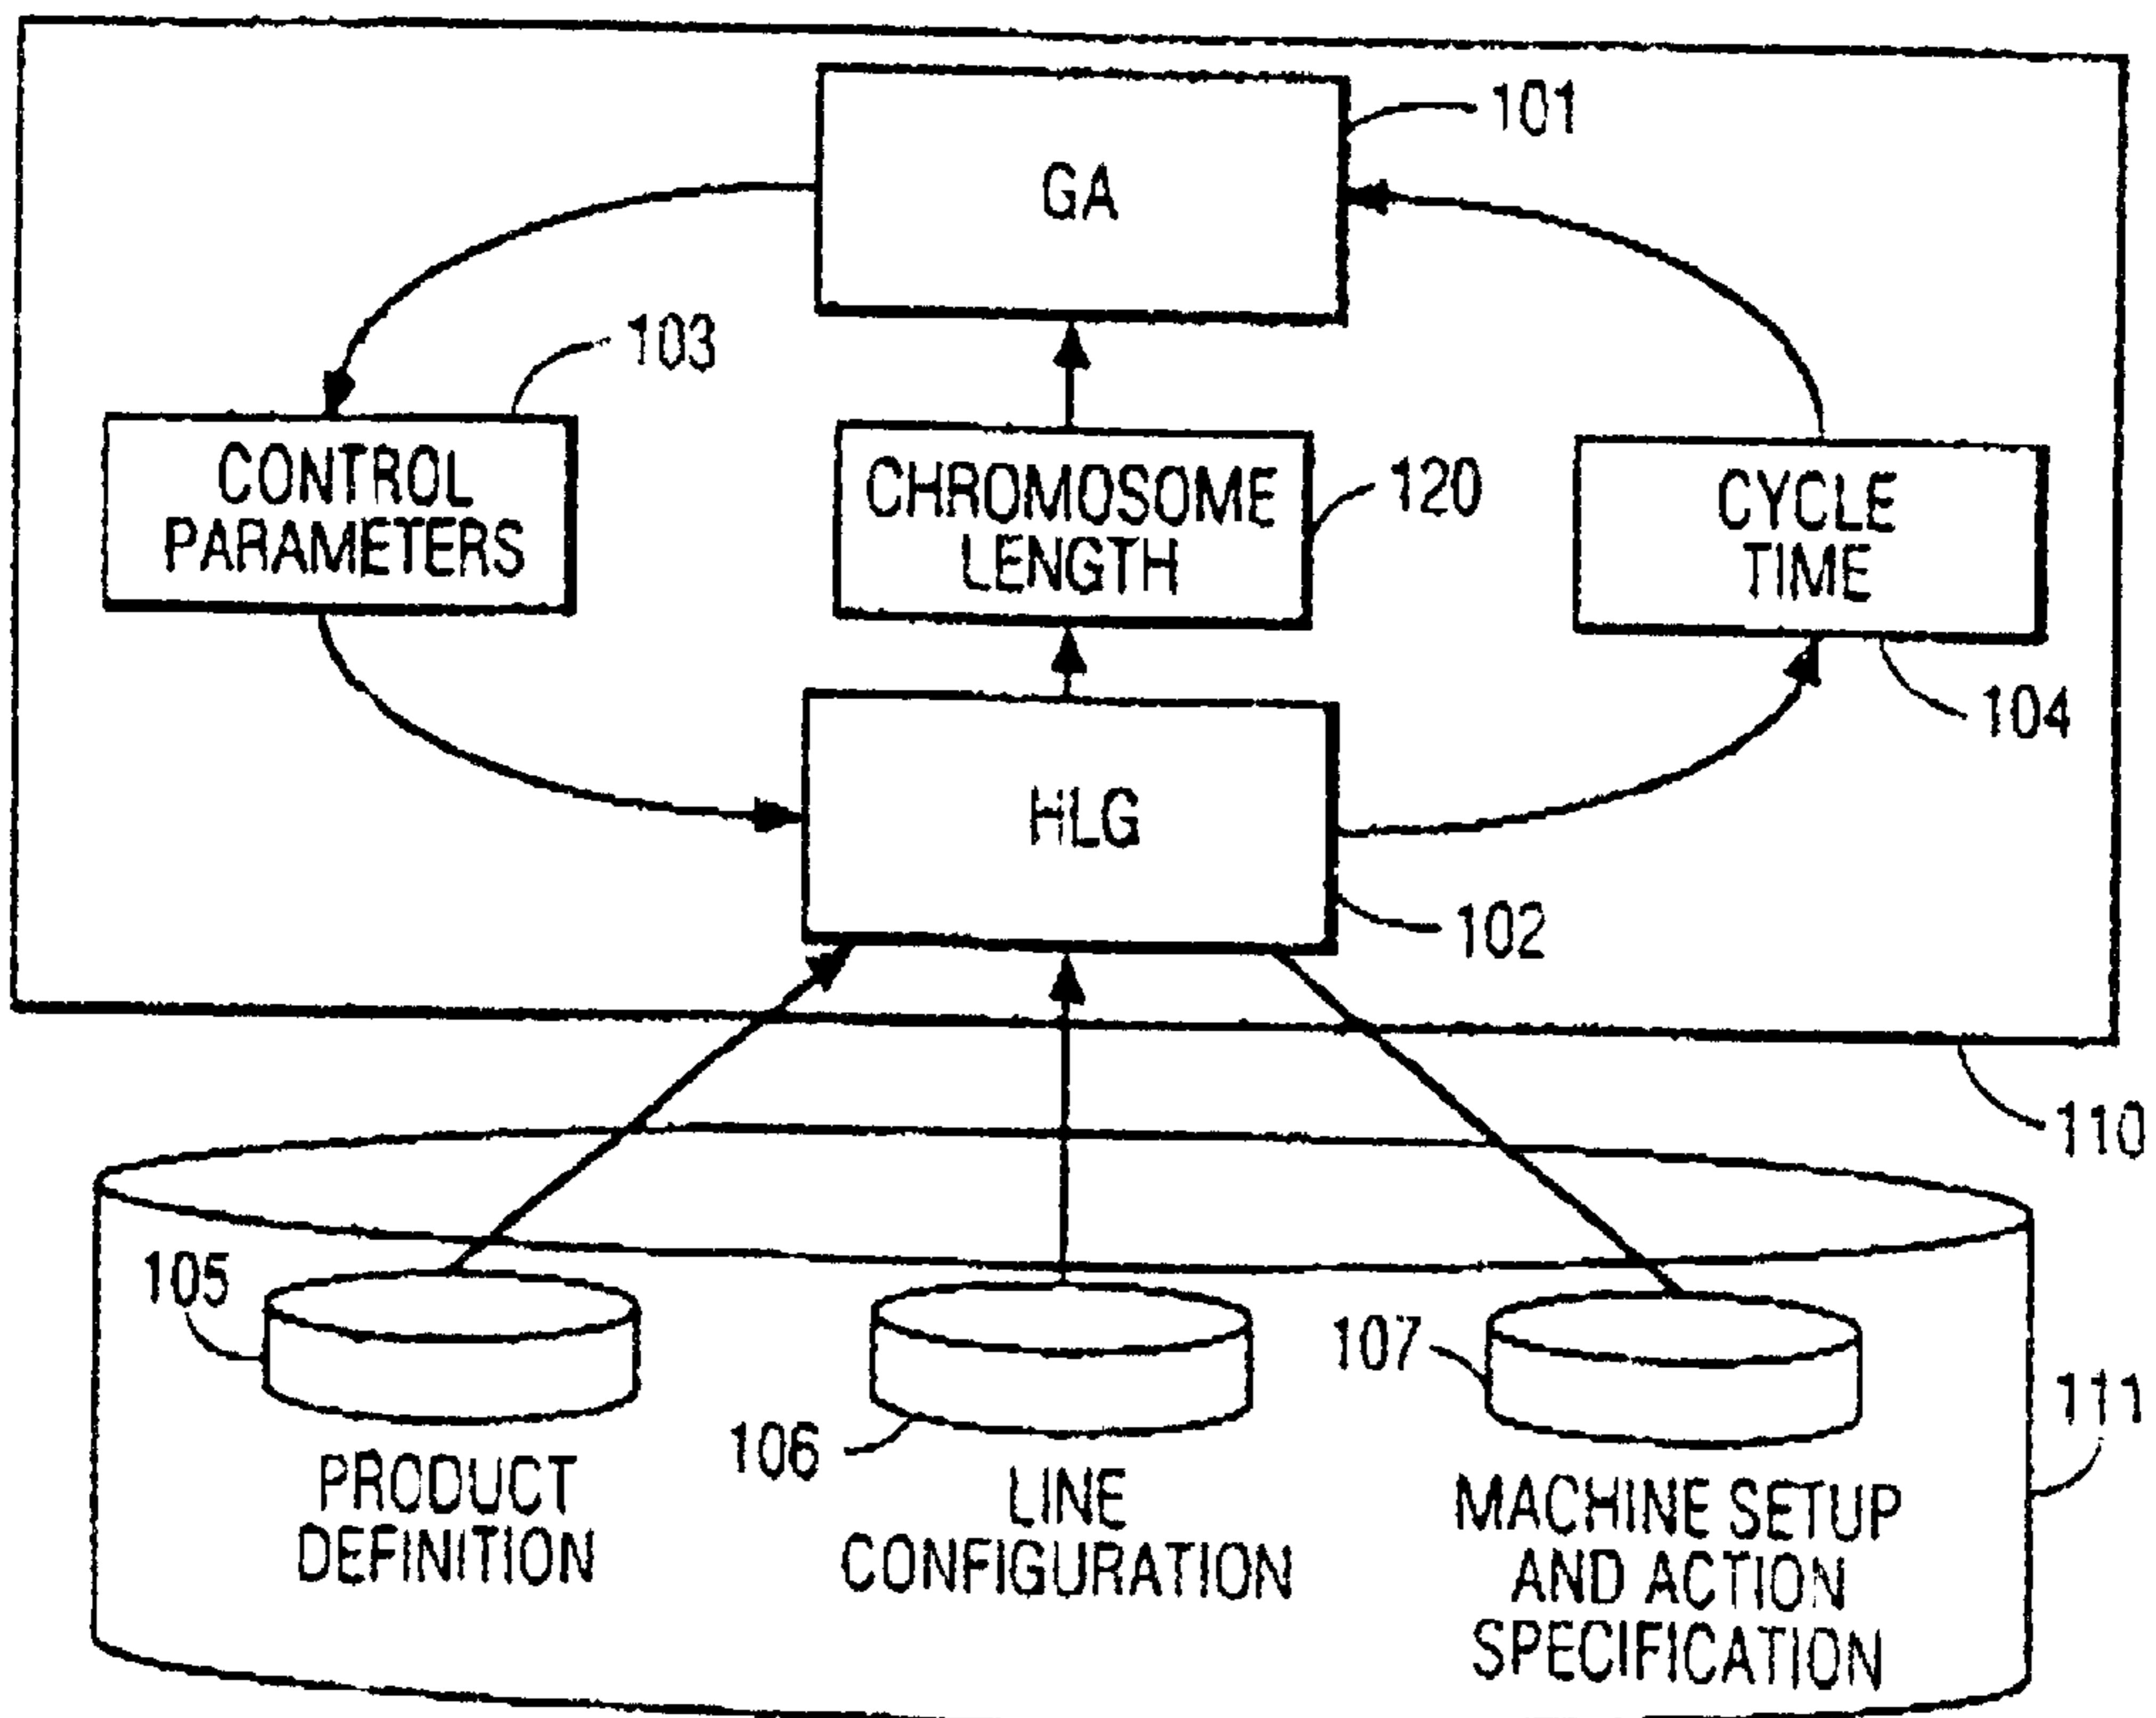 101
GA
103
CONTROL
PARAMETERS
CHROMOSOME
LENGTH
120
CYCLE
TIME
104
HLG
102
110
105
107
111
106
PRODUCT
DEFINITION
LINE
CONFIGURATION
MACHINE SETUP
AND ACTION
SPECIFICATION